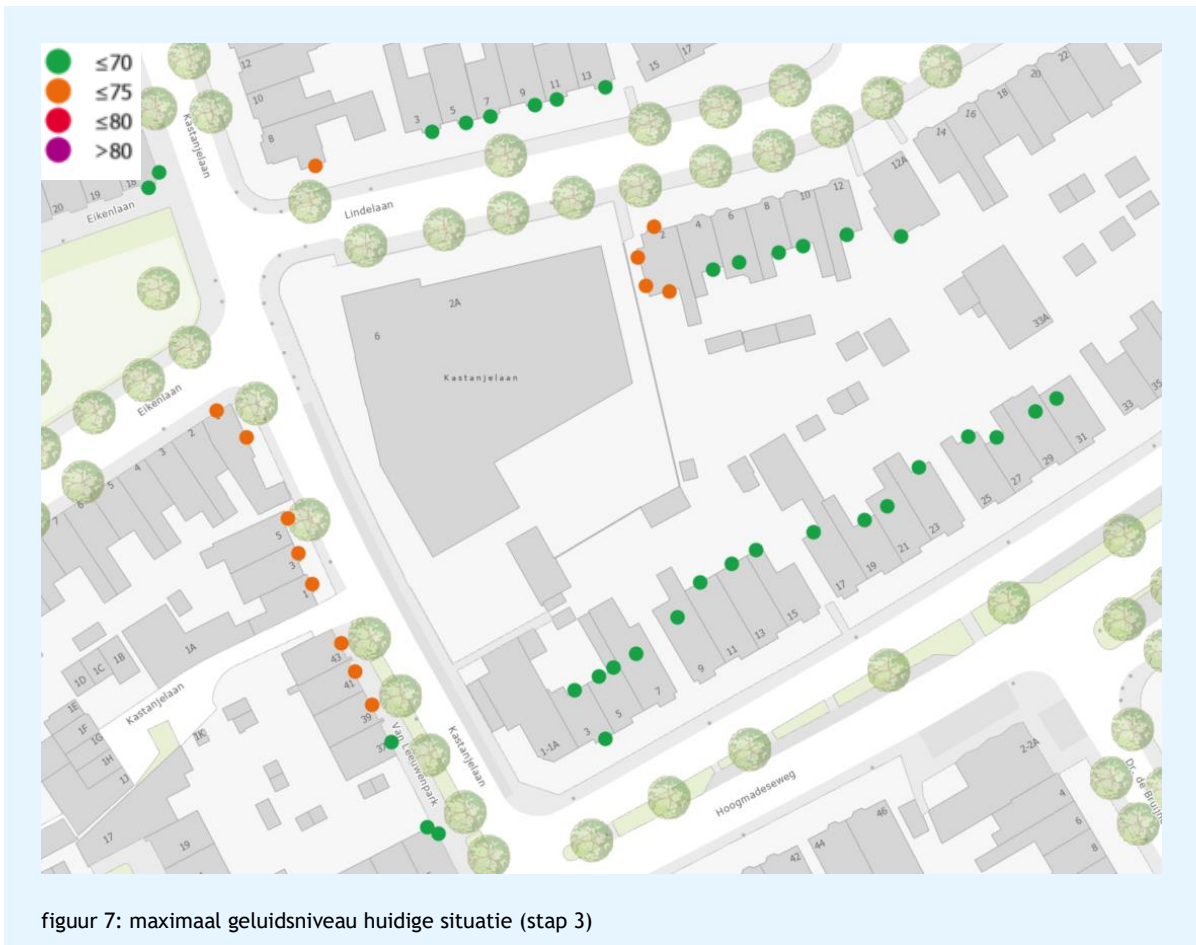 ≤70
≤75
≤80
>80
12
10
8
Kastanjelaan
3
5
7
9
11
13
15
17
20
19
18
Eikenlaan
Lindelaan
2
4
6
8
10
12
12A
14
16
18
20
22
2A
6
Kastanjelaan
33A
Eikenlaan
2
3
4
5
6
7
5
3
1
1A
1B
1C
1D
1E
1F
1G
1H
1J
1K
Kastanjelaan
43
41
39
37
Van Leeuwenpark
Kastanjelaan
17
19
1-1A
3
5
7
9
11
13
15
17
19
21
23
25
27
29
31
33
35
Hoogmadeseweg
2-2A
4
6
8
46
44
42
figuur 7: maximaal geluidsniveau huidige situatie (stap 3)